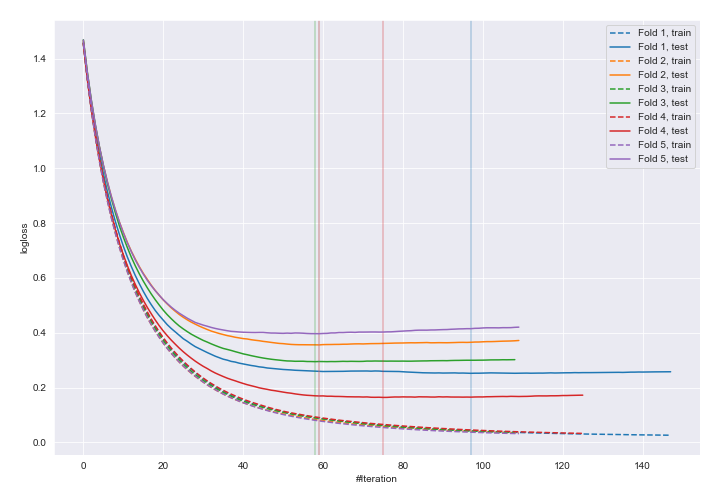 Fold 1, train
Fold 1, test
Fold 2, train
Fold 2, test
Fold 3, train
Fold 3, test
Fold 4, train
Fold 4, test
Fold 5, train
Fold 5, test
1.4
1.2
1.0
0.8
0.6
0.4
0.2
0.0
logloss
0 20 40 60 80 100 120 140
#Iteration